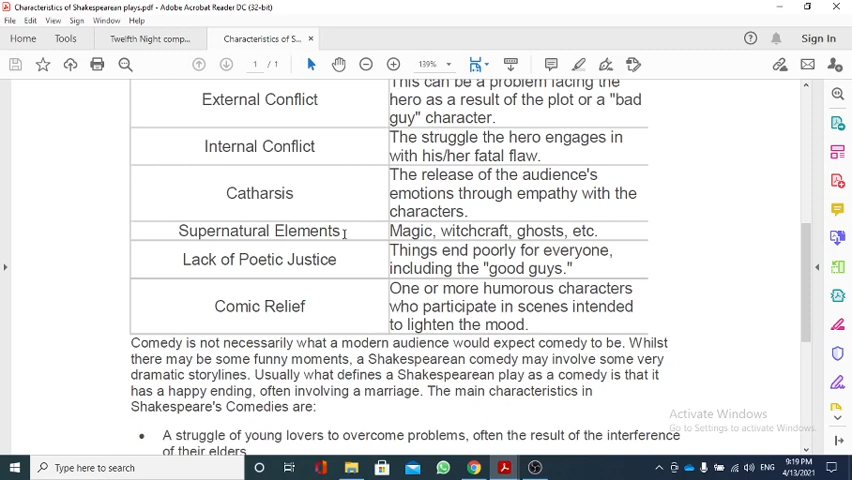 Characteristics of Shakespearean plays.pdf - Adobe Acrobat Reader DC (32-bit)
File Edit View Sign Window Help
Home Tools Twelfth Night comp... Characteristics of S... ×
Sign In
1 / 1 139%
This can be a problem facing the
External Conflict hero as a result of the plot or a "bad
guy" character.
Internal Conflict The struggle the hero engages in
with his/her fatal flaw.
The release of the audience's
Catharsis emotions through empathy with the
characters.
Supernatural Elements Magic, witchcraft, ghosts, etc.
Lack of Poetic Justice Things end poorly for everyone,
including the "good guys."
One or more humorous characters
Comic Relief who participate in scenes intended
to lighten the mood.
Comedy is not necessarily what a modern audience would expect comedy to be. Whilst
there may be some funny moments, a Shakespearean comedy may involve some very
dramatic storylines. Usually what defines a Shakespearean play as a comedy is that it
has a happy ending, often involving a marriage. The main characteristics in
Shakespeare's Comedies are:
• A struggle of young lovers to overcome problems, often the result of the interference
of their elders
Activate Windows
Go to Settings to activate Windows.
Type here to search
ENG
9:19 PM
4/13/2021